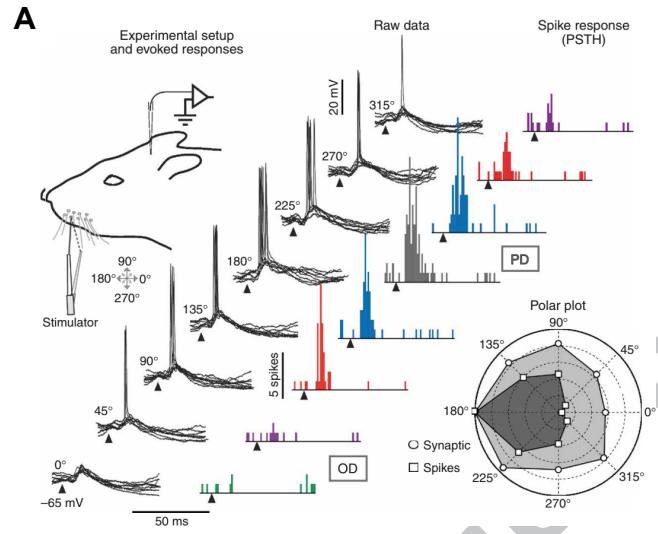 A
Experimental setup
and evoked responses
Raw data
Spike response
(PSTH)
20 mV
315°
270°
225°
180°
135°
90°
45°
0°
–65 mV
50 ms
90°
180°
0°
270°
Stimulator
5 spikes
PD
OD
Polar plot
90°
135°
45°
180°
0°
Synaptic
Spikes
225°
315°
270°